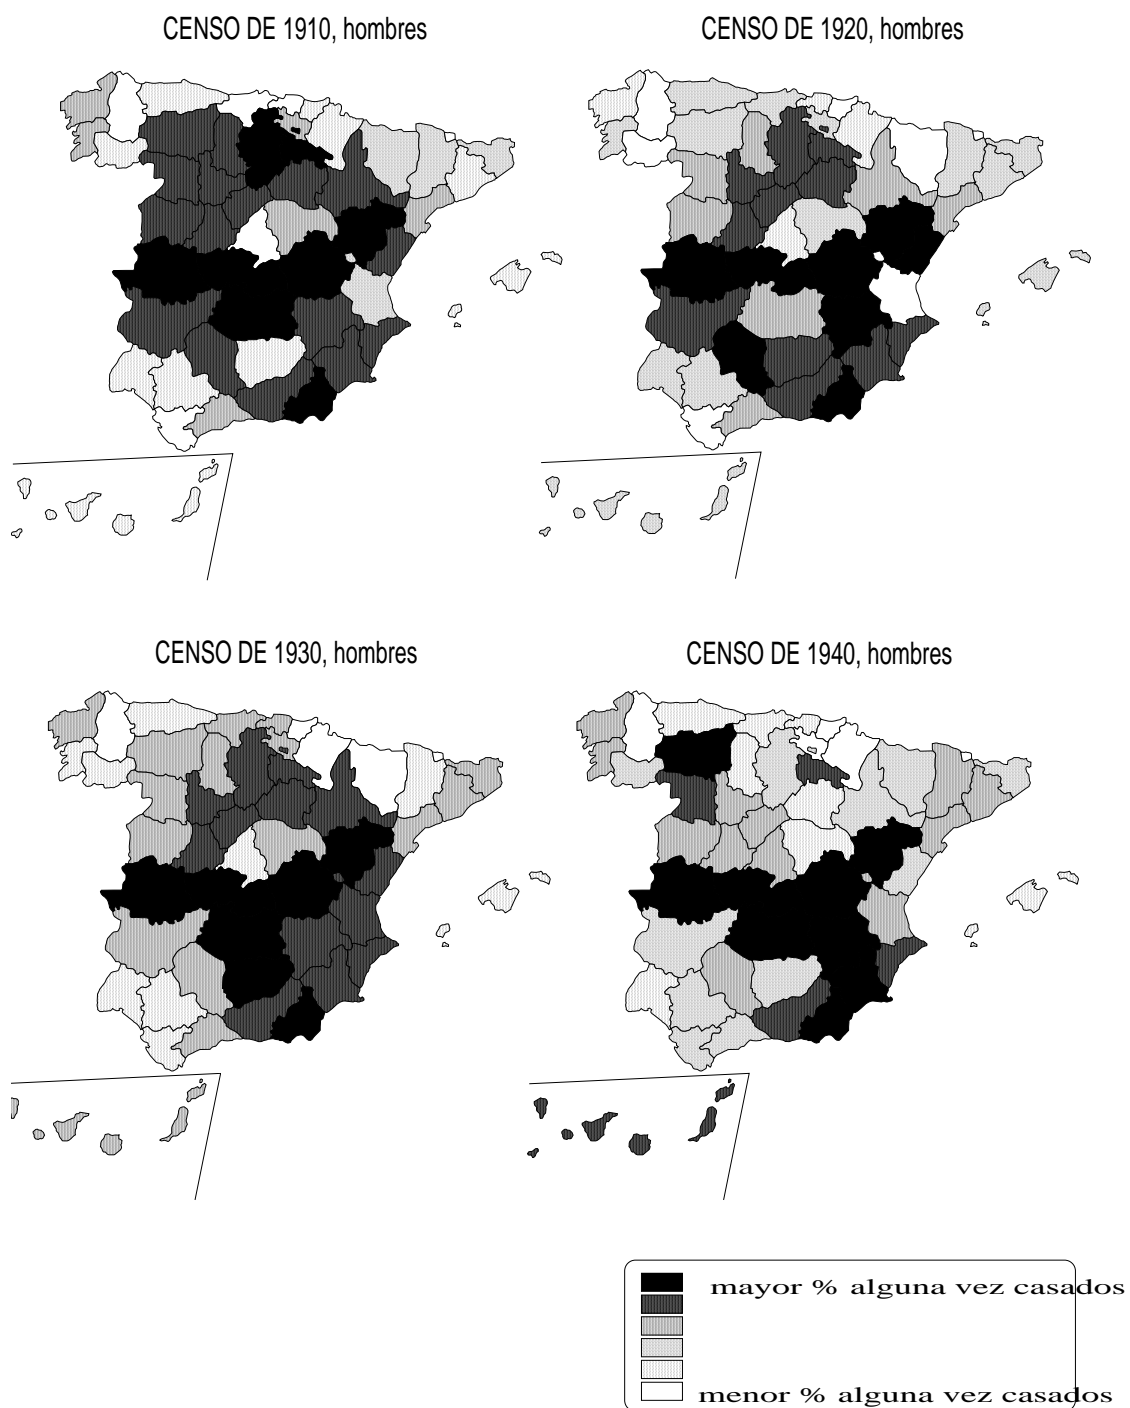 CENSO DE 1910, hombres
CENSO DE 1920, hombres
CENSO DE 1930, hombres
CENSO DE 1940, hombres
mayor % alguna vez casados
menor % alguna vez casados